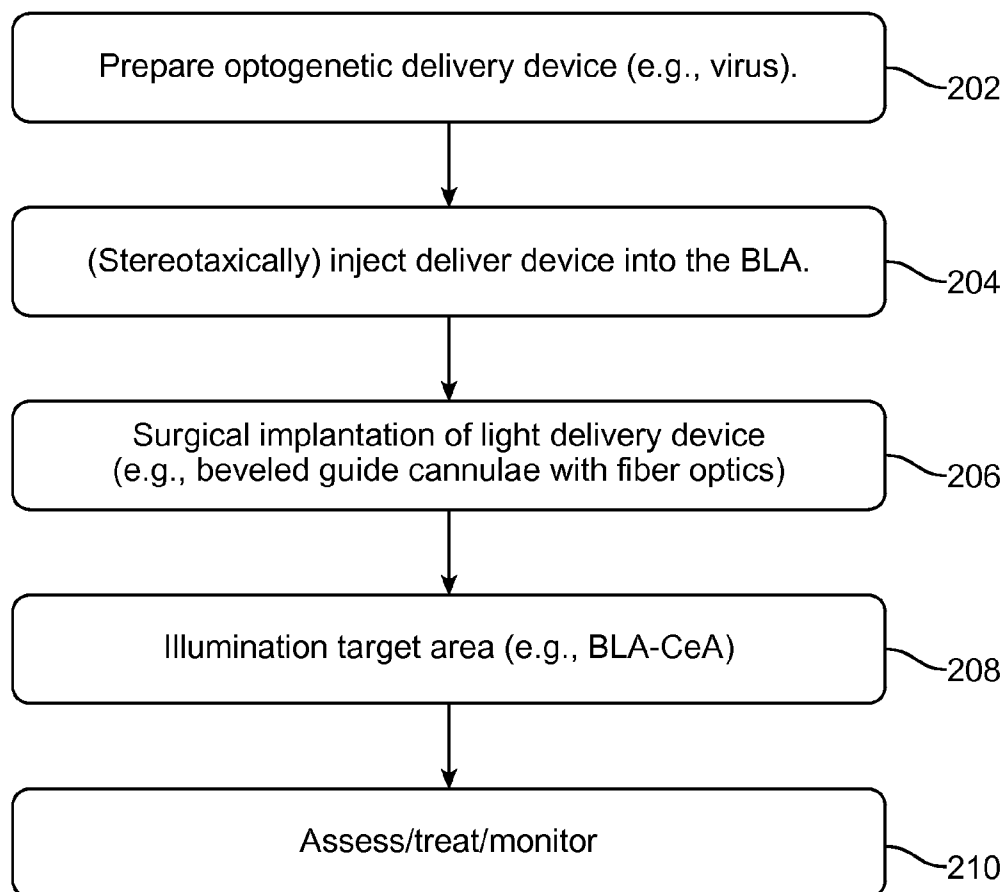 Prepare optogenetic delivery device (e.g., virus).
202
(Stereotaxically) inject deliver device into the BLA.
204
Surgical implantation of light delivery device
(e.g., beveled guide cannulae with fiber optics)
206
Illumination target area (e.g., BLA-CeA)
208
Assess/treat/monitor
210